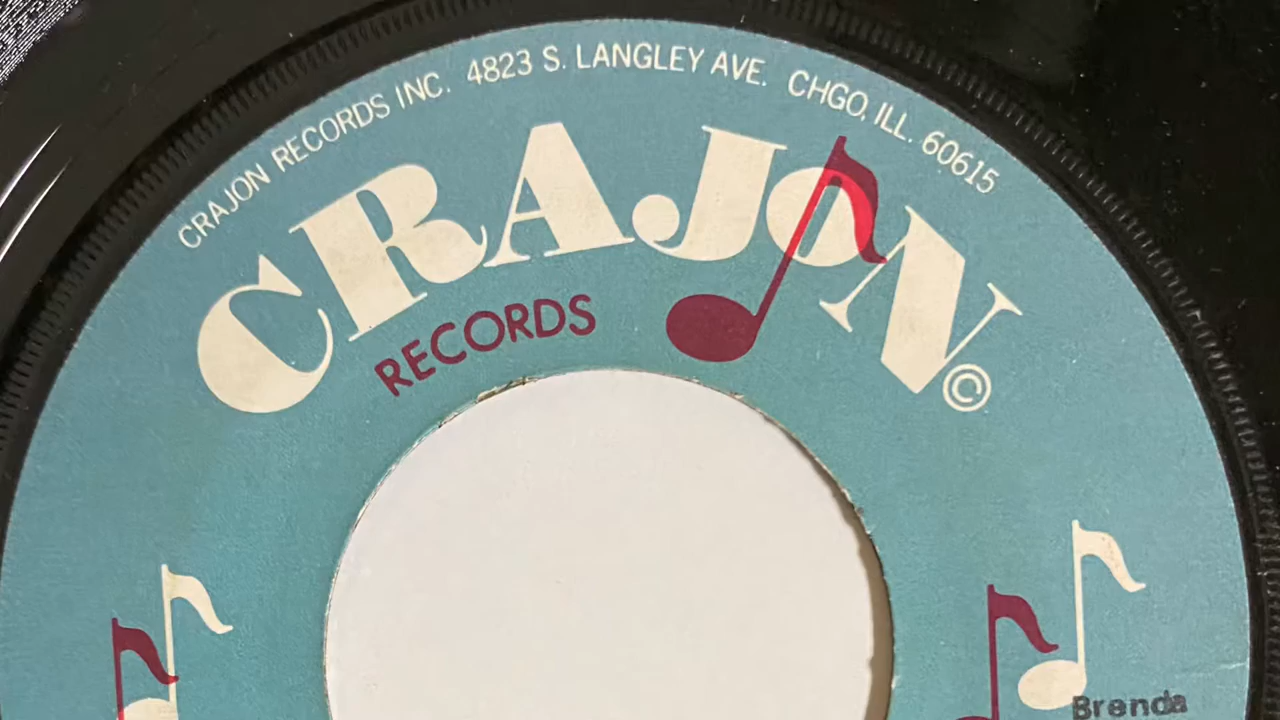 CRAJON RECORDS INC. 4823 S. LANGLEY AVE. CHGO, ILL. 60615
CRAJON
RECORDS
©
Brenda